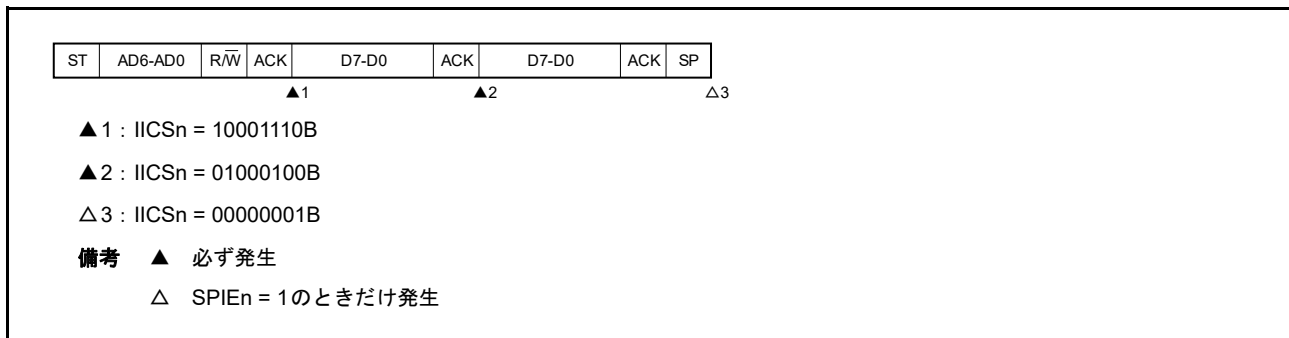 ST AD6-AD0 R/W̅ ACK D7-D0 ACK D7-D0 ACK SP
▲1 ▲2 △3
▲1：IICSn = 10001110B
▲2：IICSn = 01000100B
△3：IICSn = 00000001B
備考 ▲ 必ず発生
△ SPIEn = 1のときだけ発生